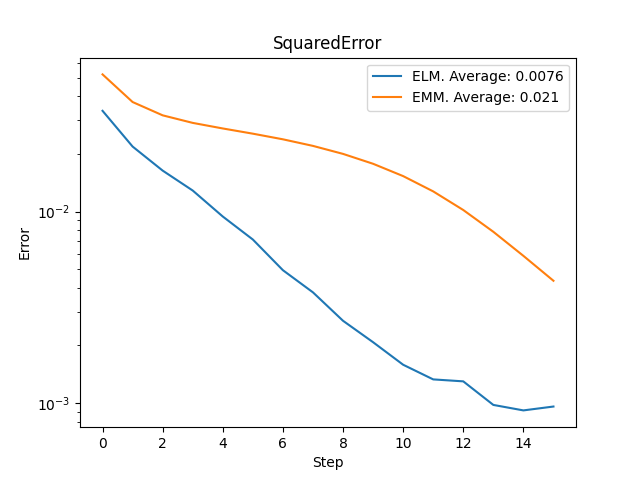 SquaredError
ELM. Average: 0.0076
EMM. Average: 0.021
Error
10⁻²
10⁻³
0 2 4 6 8 10 12 14
Step